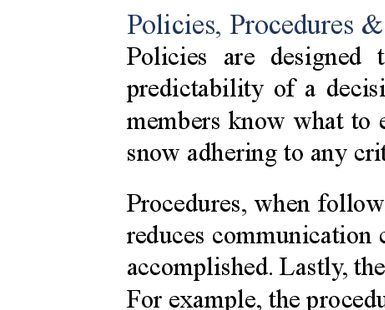 Policies, Procedures &
Policies are designed t
predictability of a decisi
members know what to e
snow adhering to any crit
Procedures, when follow
reduces communication c
accomplished. Lastly, the
For example, the procedu